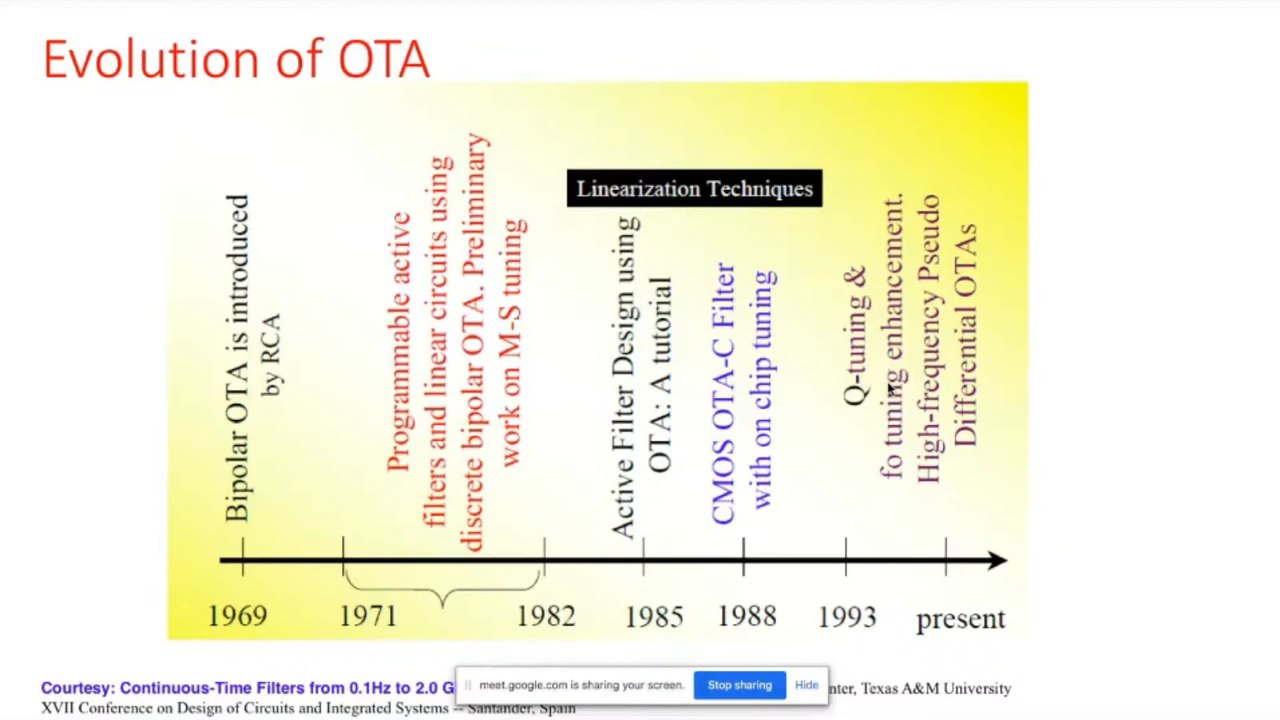 Evolution of OTA
Bipolar OTA is introduced
by RCA
Programmable active
filters and linear circuits using
discrete bipolar OTA. Preliminary
work on M-S tuning
Linearization Techniques
Active Filter Design using
OTA: A tutorial
CMOS OTA-C Filter
with on chip tuning
Q-tuning &
fo tuning enhancement.
High-frequency Pseudo
Differential OTAs
1969 1971 1982 1985 1988 1993 present
Courtesy: Continuous-Time Filters from 0.1Hz to 2.0 G
meet.google.com is sharing your screen. Stop sharing Hide
nter, Texas A&M University
XVII Conference on Design of Circuits and Integrated Systems -- Santander, Spain